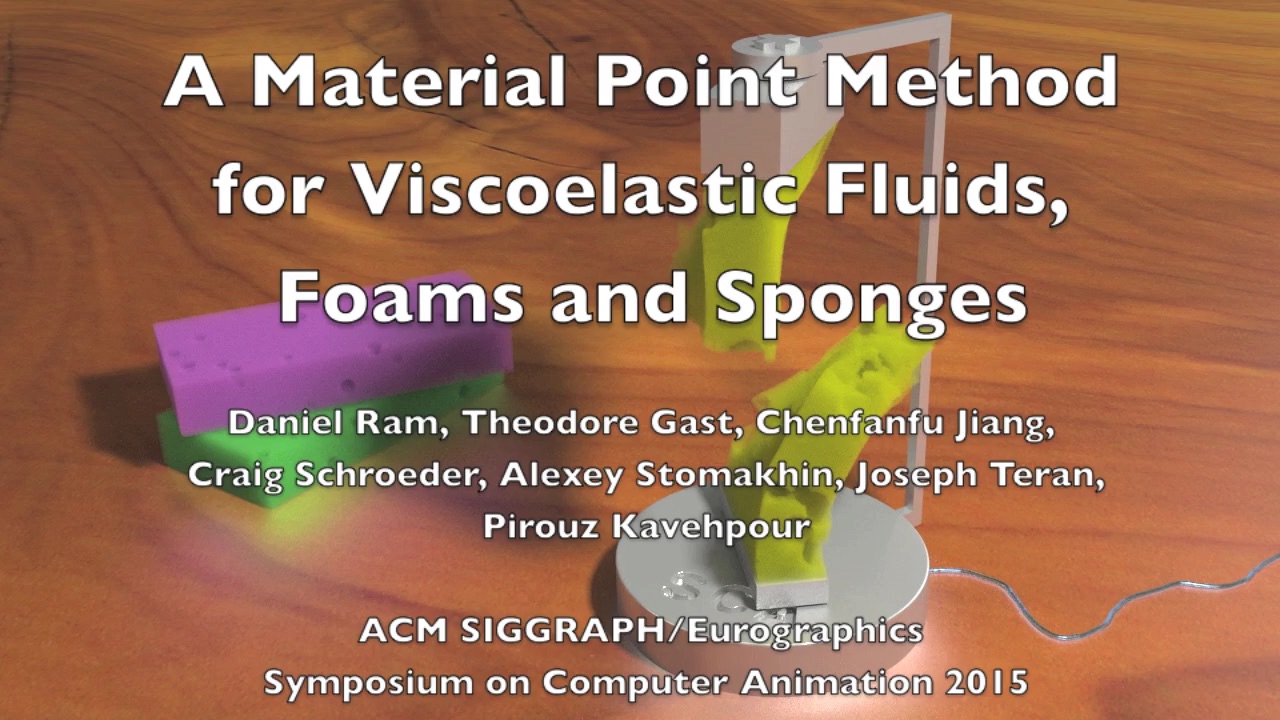 A Material Point Method
for Viscoelastic Fluids,
Foams and Sponges
Daniel Ram, Theodore Gast, Chenfanfu Jiang,
Craig Schroeder, Alexey Stomakhin, Joseph Teran,
Pirouz Kavehpour
ACM SIGGRAPH/Eurographics
Symposium on Computer Animation 2015